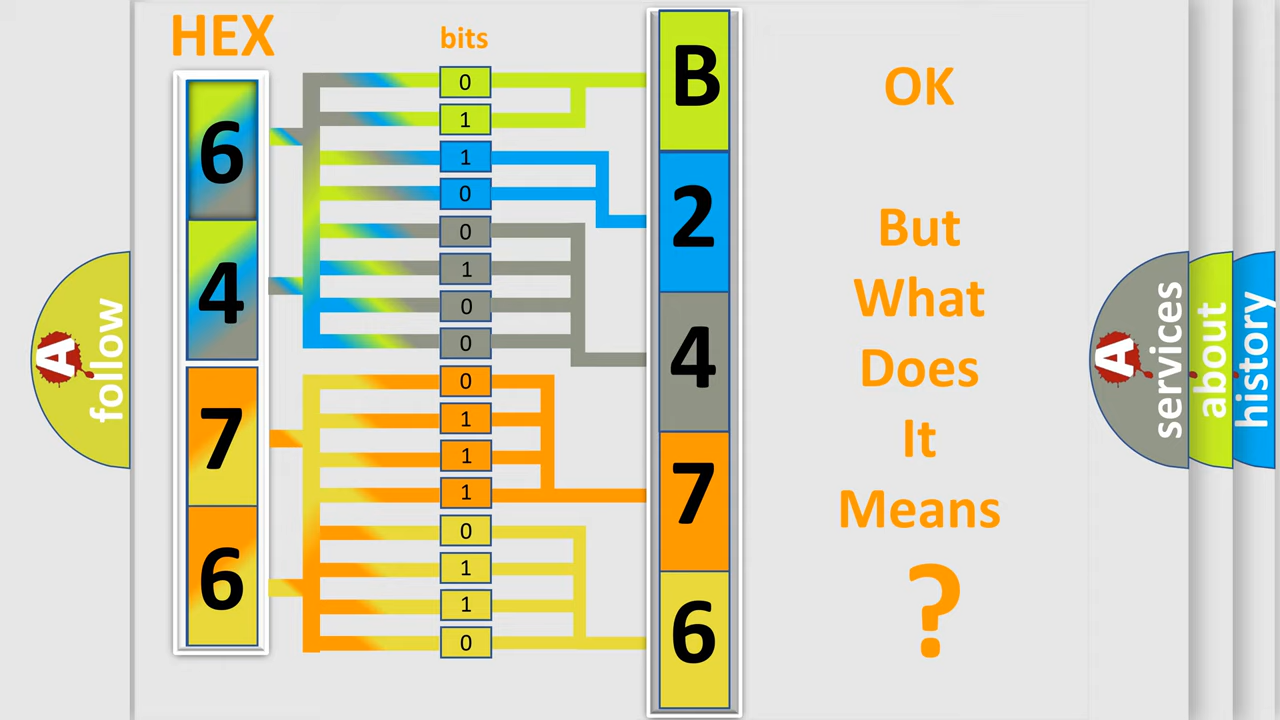 HEX
bits
6
4
7
6
0
1
1
0
0
1
0
0
0
1
1
1
0
1
1
0
B
2
4
7
6
OK
But
What
Does
It
Means
?
A
follow
A
services
about
history